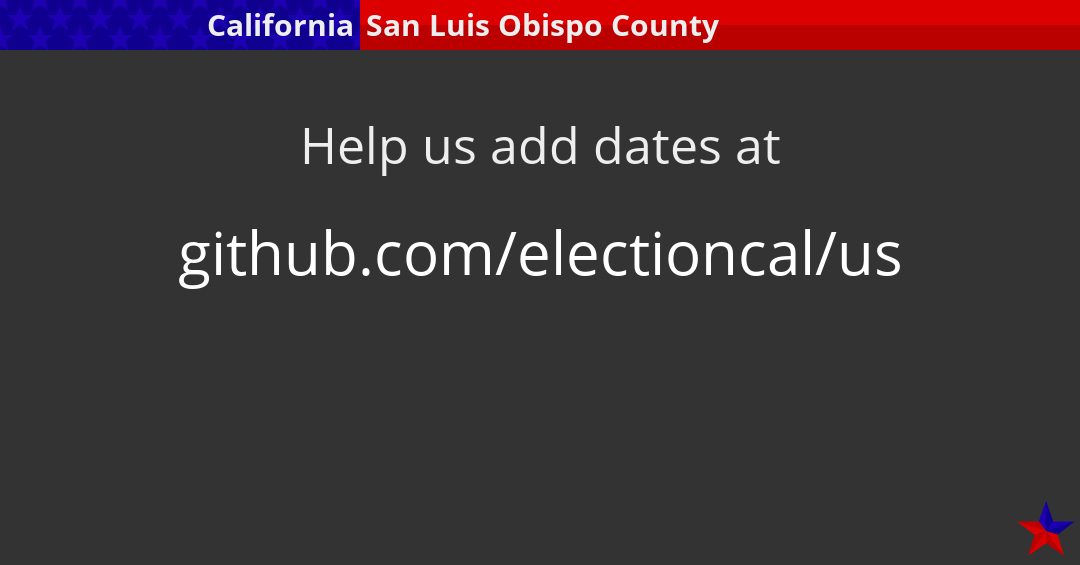 California San Luis Obispo County
Help us add dates at
github.com/electioncal/us